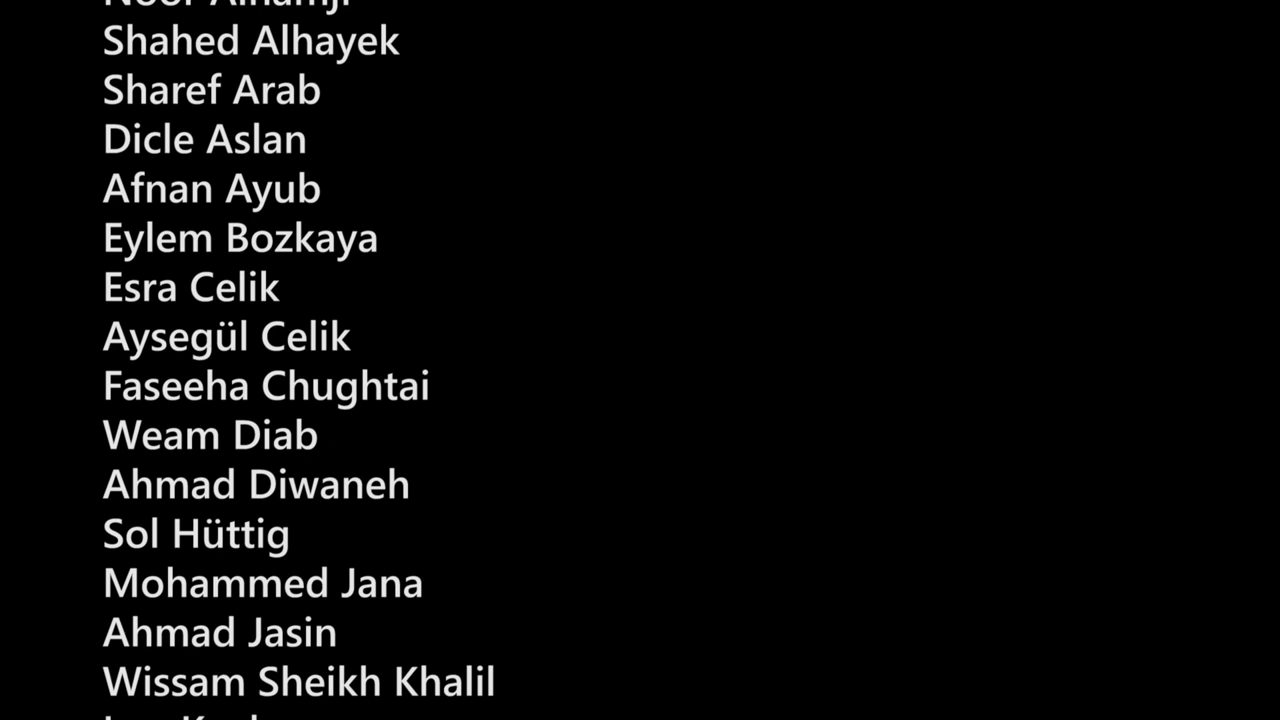 Shahed Alhayek
Sharef Arab
Dicle Aslan
Afnan Ayub
Eylem Bozkaya
Esra Celik
Aysegül Celik
Faseeha Chughtai
Weam Diab
Ahmad Diwaneh
Sol Hüttig
Mohammed Jana
Ahmad Jasin
Wissam Sheikh Khalil